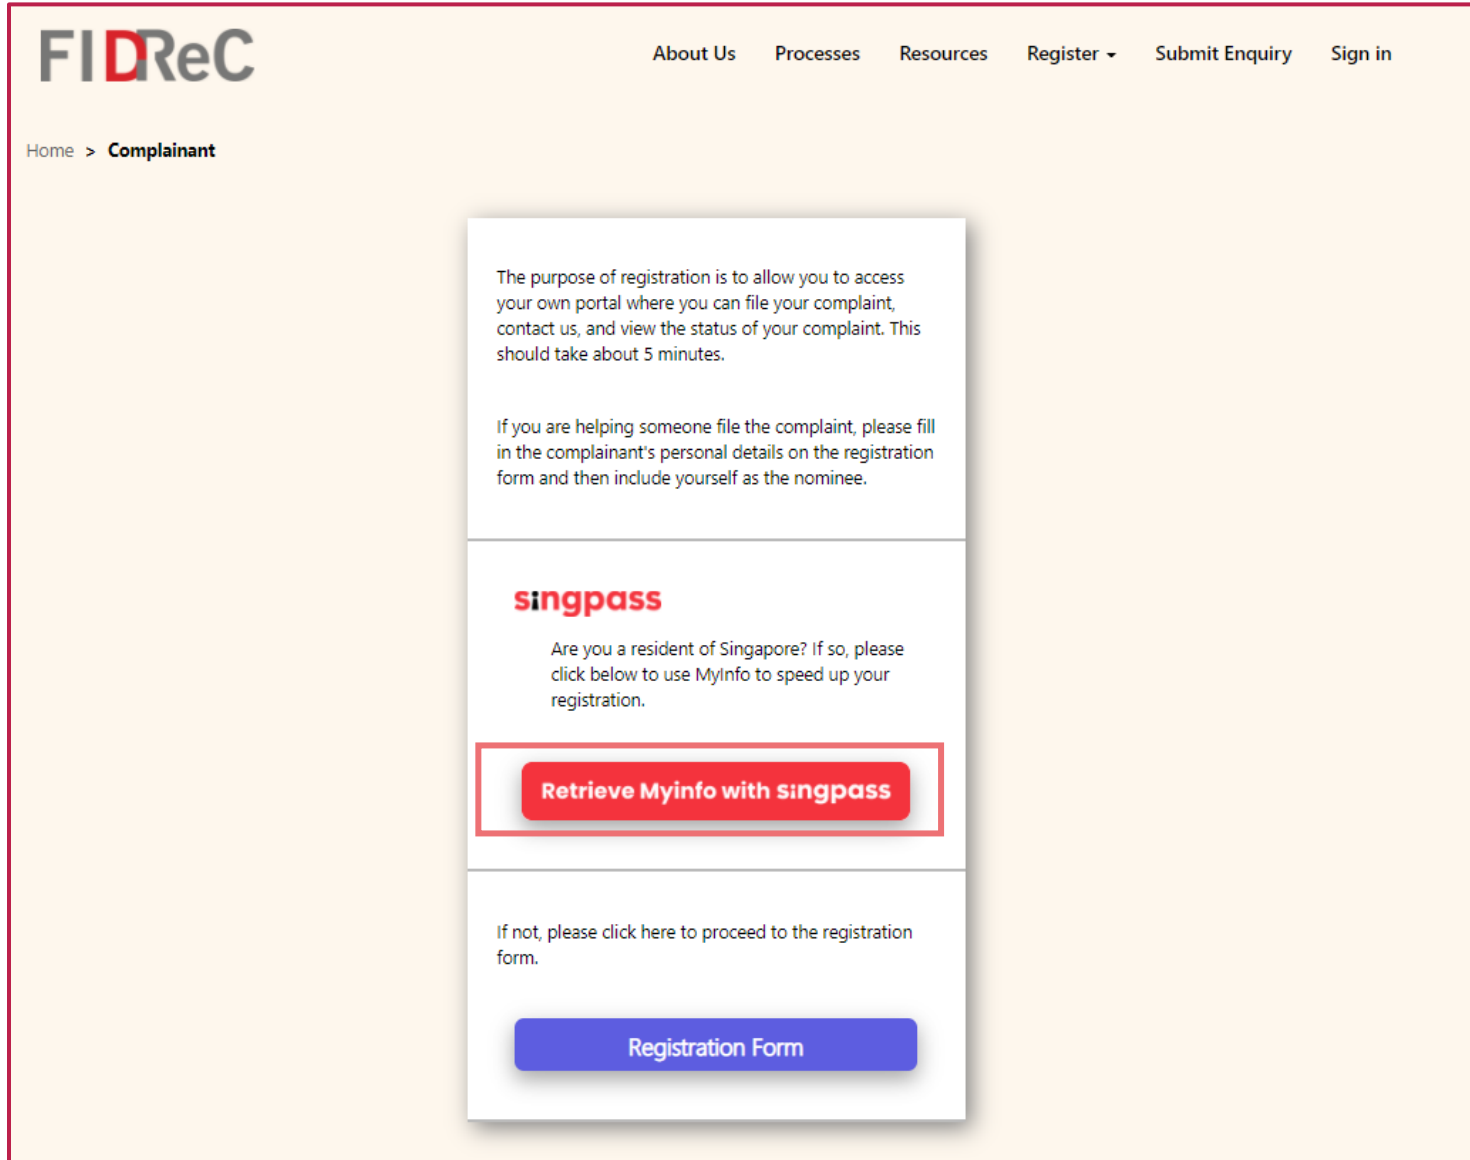 FIDReC
About Us Processes Resources Register Submit Enquiry Sign in
Home > Complainant
The purpose of registration is to allow you to access
your own portal where you can file your complaint,
contact us, and view the status of your complaint. This
should take about 5 minutes.
If you are helping someone file the complaint, please fill
in the complainant's personal details on the registration
form and then include yourself as the nominee.
singpass
Are you a resident of Singapore? If so, please
click below to use MyInfo to speed up your
registration.
Retrieve Myinfo with singpass
If not, please click here to proceed to the registration
form.
Registration Form